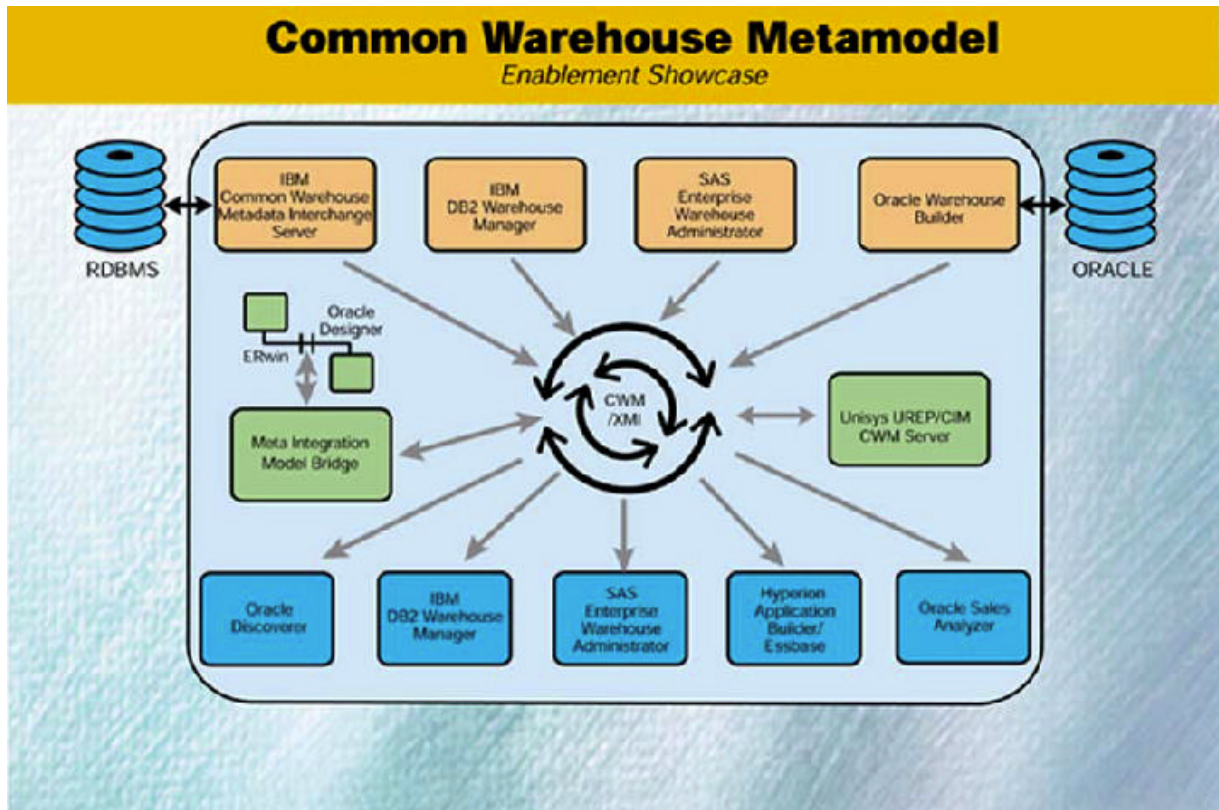 Common Warehouse Metamodel
Enablement Showcase
IBM
Common Warehouse
Metadata Interchange
Server
IBM
DB2 Warehouse
Manager
SAS
Enterprise
Warehouse
Administrator
Oracle Warehouse
Builder
RDBMS
ORACLE
Oracle
Designer
ERwin
CWM
/XMI
Meta Integration
Model Bridge
Unisys UREP/CIM
CWM Server
Oracle
Discoverer
IBM
DB2 Warehouse
Manager
SAS
Enterprise
Warehouse
Administrator
Hyperion
Application
Builder/
Essbase
Oracle Sales
Analyzer